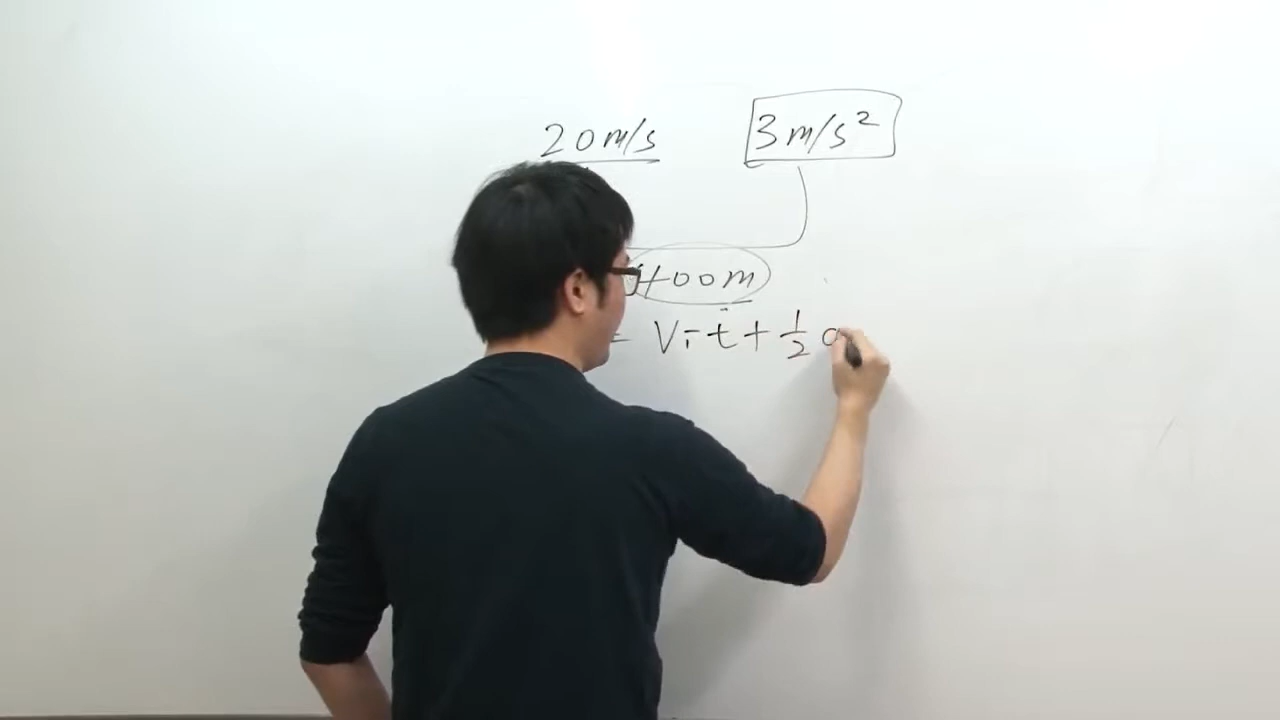 20m/s 3m/s²
400m
= Vit + 1/2 a